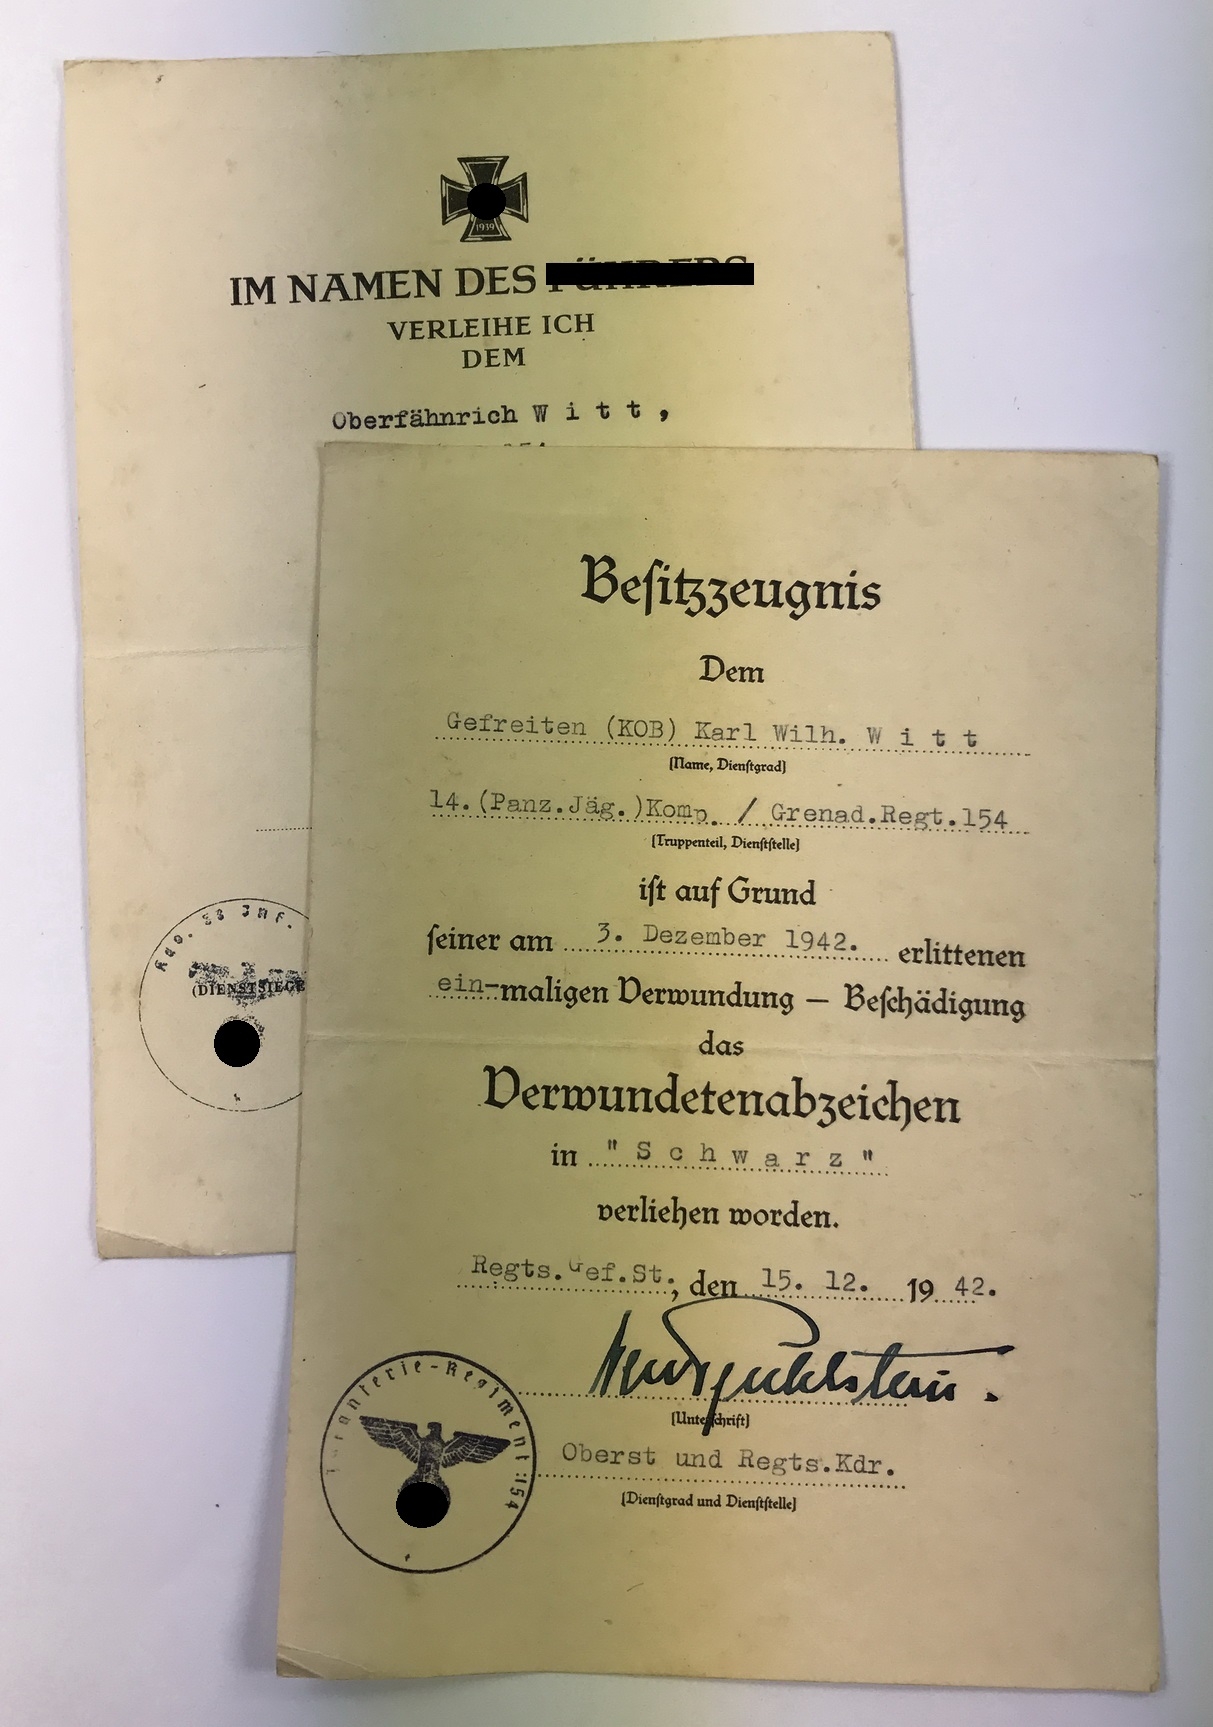 1939
IM NAMEN DES FÜHRERS
VERLEIHE ICH
DEM
Oberfähnrich W i t t ,
(DIENSTSIEGE
Besitzzeugnis
Dem
Gefreiten (KOB) Karl Wilh. W i t t
(Name, Dienstgrad)
14.(Panz.Jäg.)Komp. / Grenad.Regt.154
(Truppenteil, Dienststelle)
ist auf Grund
seiner am 3. Dezember 1942. erlittenen
ein-maligen Verwundung – Beschädigung
das
Verwundetenabzeichen
in "S c h w a r z"
verliehen worden.
Regts.Gef.St., den 15. 12. 19 42.
(Unterschrift)
Oberst und Regts.Kdr.
(Dienstgrad und Dienststelle)
Infanterie-Regiment 154